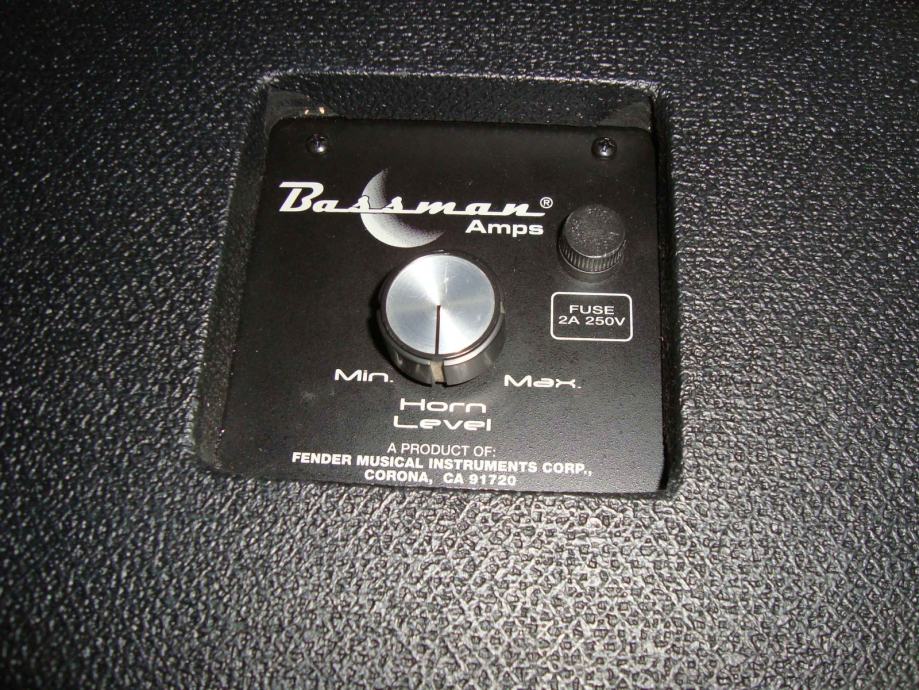 Bassman®
Amps
FUSE
2A 250V
Min. Max.
Horn
Level
A PRODUCT OF:
FENDER MUSICAL INSTRUMENTS CORP.,
CORONA, CA 91720